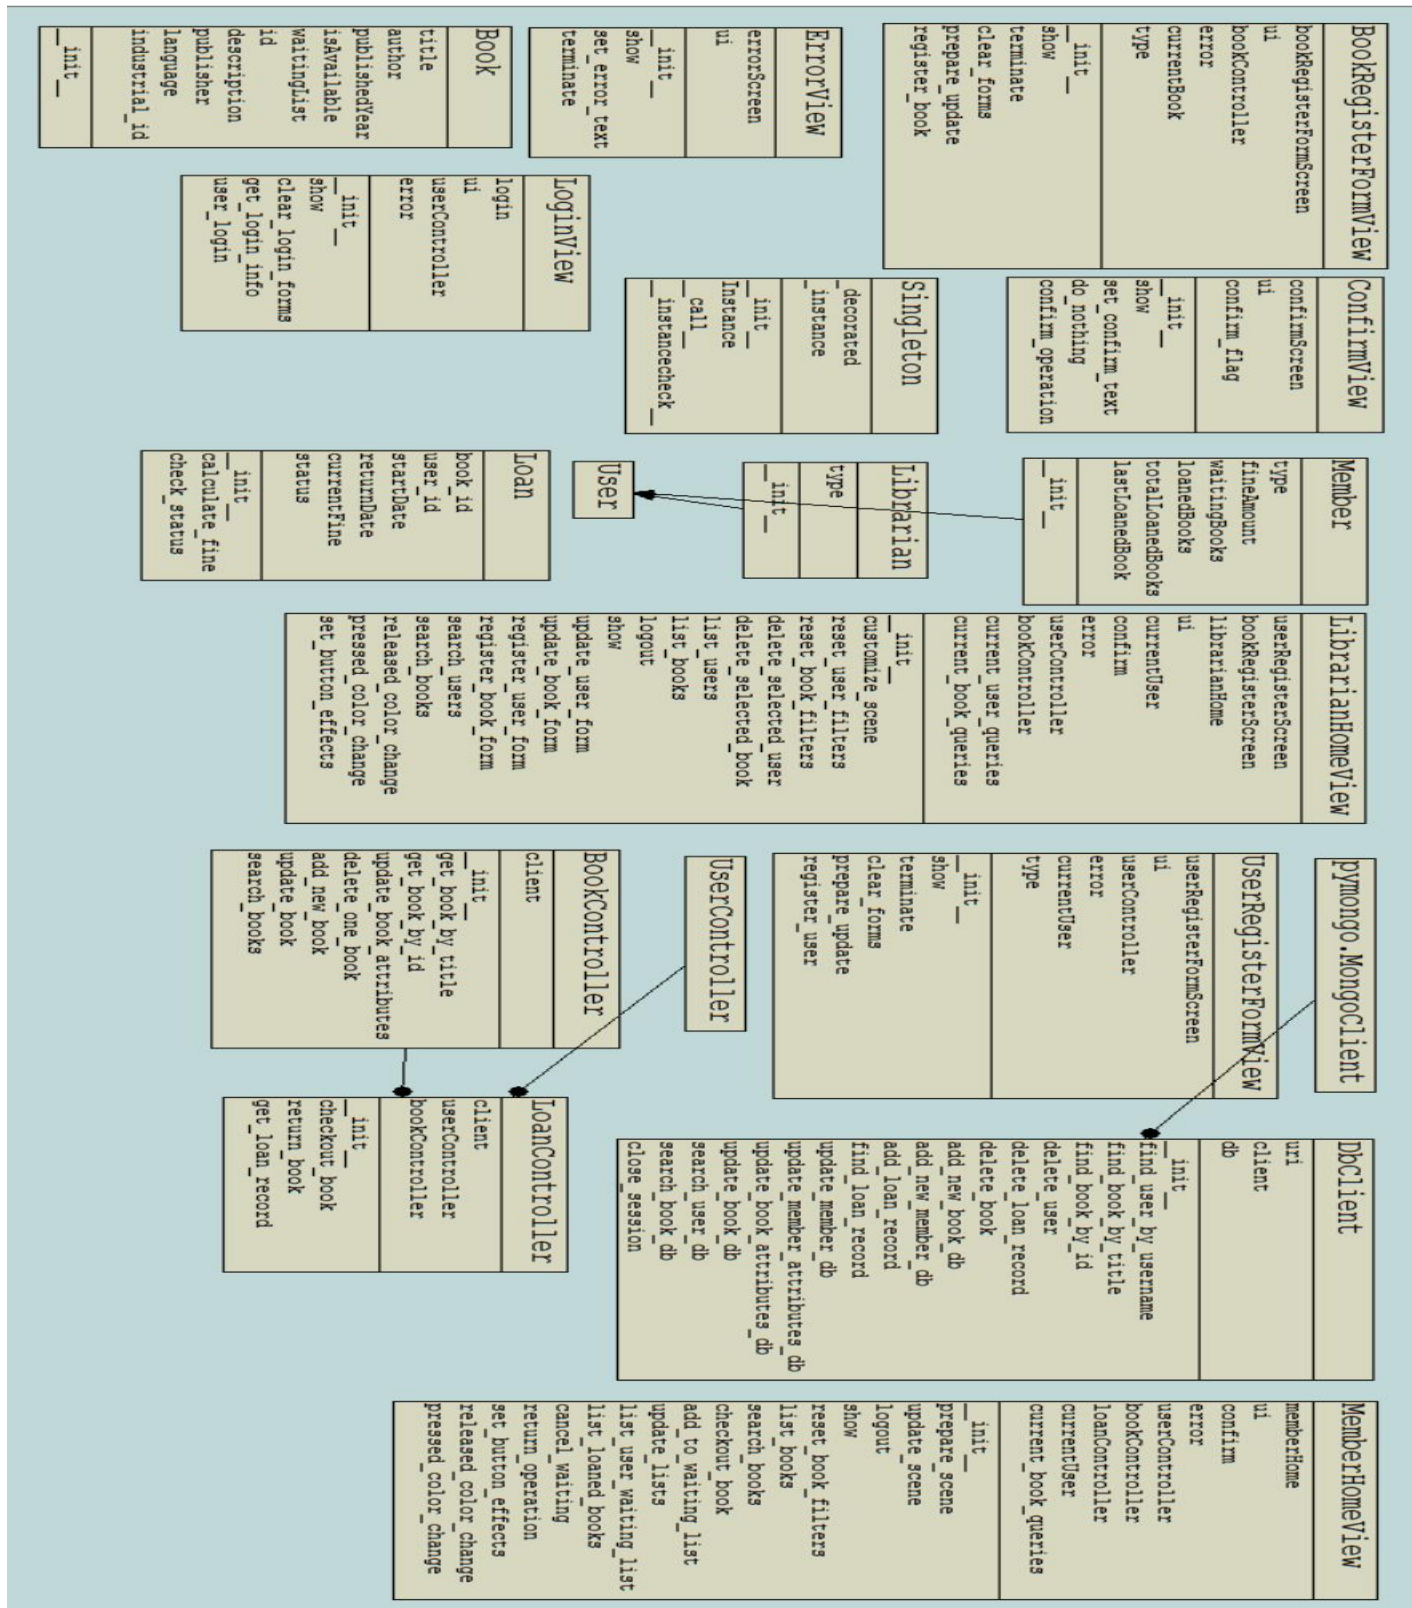 BookRegisterFormView
bookRegisterFormScreen
ui
bookController
error
currentBook
type
__init__
show
terminate
clear_forms
prepare_update
register_book
ConfirmView
confirmScreen
ui
confirm_flag
__init__
show
set_confirm_text
do_nothing
confirm_operation
Member
type
fineAmount
waitingBooks
loanedBooks
totalLoanedBooks
lastLoanedBook
__init__
LibrarianHomeView
userRegisterScreen
bookRegisterScreen
librarianHome
ui
currentUser
confirm
error
userController
bookController
current_user_queries
current_book_queries
__init__
customize_scene
reset_user_filters
reset_book_filters
delete_selected_user
delete_selected_book
list_users
list_books
logout
show
update_user_form
update_book_form
register_user_form
register_book_form
search_users
search_books
released_color_change
pressed_color_change
set_button_effects
pymongo.MongoClient
UserRegisterFormView
userRegisterFormScreen
ui
userController
error
currentUser
type
__init__
show
terminate
clear_forms
prepare_update
register_user
DbClient
uri
client
db
__init__
find_user_by_username
find_book_by_title
find_book_by_id
delete_user
delete_loan_record
delete_book
add_new_book_db
add_new_member_db
add_loan_record
find_loan_record
update_member_db
update_member_attributes_db
update_book_attributes_db
update_book_db
search_user_db
search_book_db
close_session
MemberHomeView
memberHome
ui
confirm
error
userController
bookController
loanController
currentUser
current_book_queries
__init__
prepare_scene
update_scene
logout
show
reset_book_filters
list_books
search_books
checkout_book
add_to_waiting_list
update_lists
list_user_waiting_list
list_loaned_books
cancel_waiting
return_operation
set_button_effects
released_color_change
pressed_color_change
ErrorView
errorScreen
ui
__init__
show
set_error_text
terminate
Singleton
_decorated
_instance
__init__
Instance
__call__
__instancecheck__
Librarian
type
__init__
User
UserController
Book
title
author
publishedYear
isAvailable
waitingList
id
description
publisher
language
industrial_id
__init__
LoginView
login
ui
userController
error
__init__
show
clear_login_forms
get_login_info
user_login
Loan
book_id
user_id
startDate
returnDate
currentFine
status
__init__
calculate_fine
check_status
BookController
client
__init__
get_book_by_title
get_book_by_id
update_book_attributes
delete_one_book
add_new_book
update_book
search_books
LoanController
client
userController
bookController
__init__
checkout_book
return_book
get_loan_record